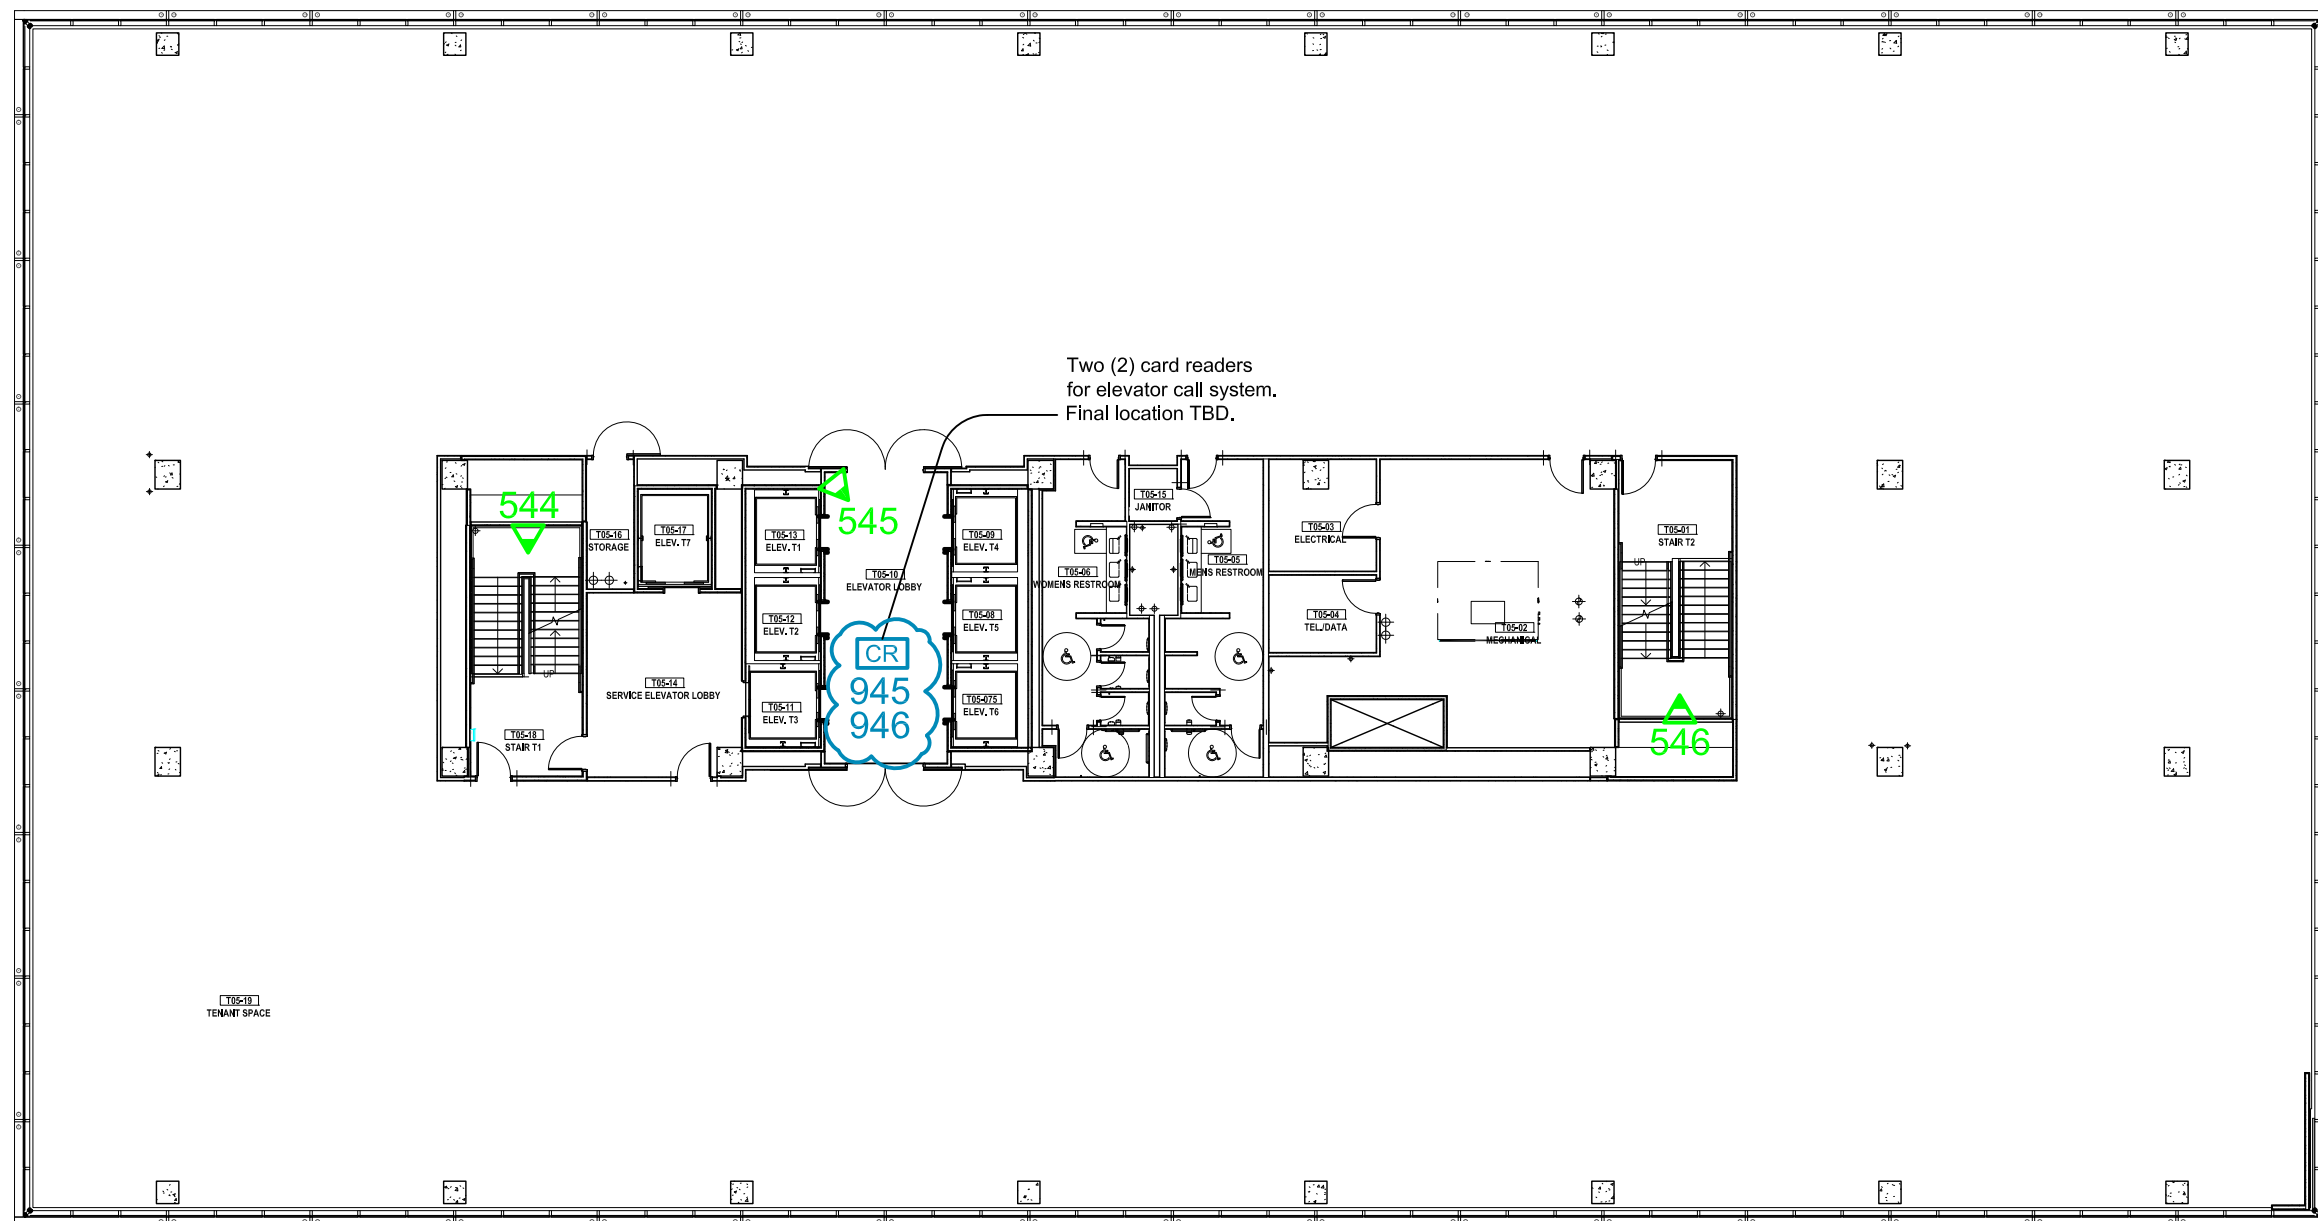 Two (2) card readers
for elevator call system.
Final location TBD.
544
545
T05-16
STORAGE
T05-17
ELEV. T7
T05-13
ELEV. T1
T05-09
ELEV. T4
T05-15
JANITOR
T05-03
ELECTRICAL
T05-01
STAIR T2
UP
T05-10
ELEVATOR LOBBY
T05-06
WOMENS RESTROOM
T05-05
MENS RESTROOM
T05-12
ELEV. T2
T05-08
ELEV. T5
T05-04
TEL./DATA
T05-02
MECHANICAL
CR
945
946
UP
T05-14
SERVICE ELEVATOR LOBBY
T05-11
ELEV. T3
T05-075
ELEV. T6
T05-18
STAIR T1
546
T05-19
TENANT SPACE